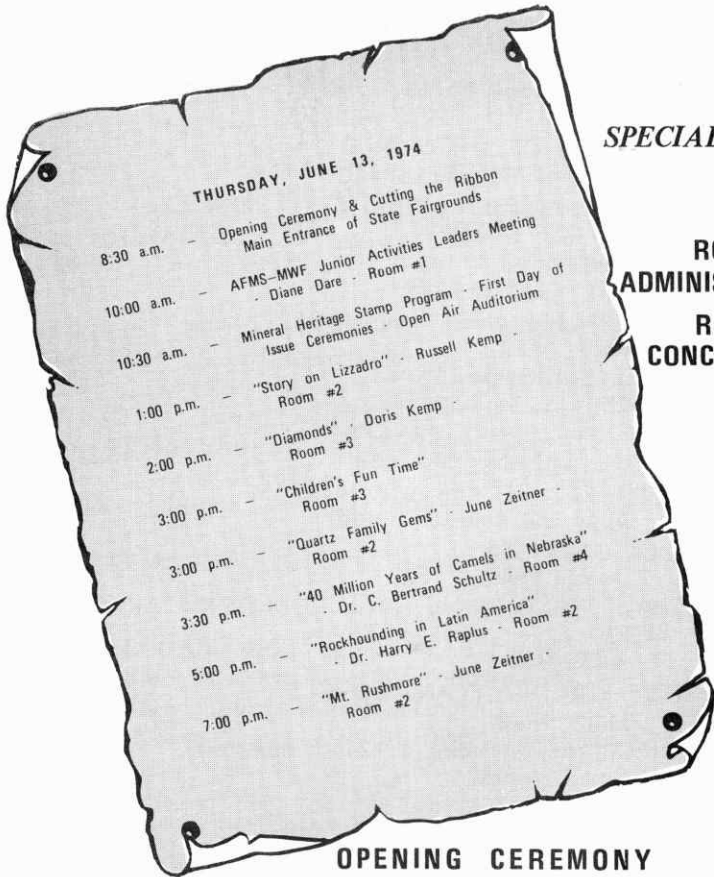 THURSDAY, JUNE 13, 1974
8:30 a.m. – Opening Ceremony & Cutting the Ribbon
Main Entrance of State Fairgrounds
10:00 a.m. – AFMS–MWF Junior Activities Leaders Meeting
· Diane Dare · Room #1
10:30 a.m. – Mineral Heritage Stamp Program · First Day of
Issue Ceremonies · Open Air Auditorium
1:00 p.m. – "Story on Lizzadro" · Russell Kemp ·
Room #2
2:00 p.m. – "Diamonds" · Doris Kemp ·
Room #3
3:00 p.m. – "Children's Fun Time"
Room #3
3:00 p.m. – "Quartz Family Gems" · June Zeitner ·
Room #2
3:30 p.m. – "40 Million Years of Camels in Nebraska"
· Dr. C. Bertrand Schultz · Room #4
5:00 p.m. – "Rockhounding in Latin America"
· Dr. Harry E. Raplus · Room #2
7:00 p.m. – "Mt. Rushmore" · June Zeitner ·
Room #2
SPECIAL
OPENING CEREMONY